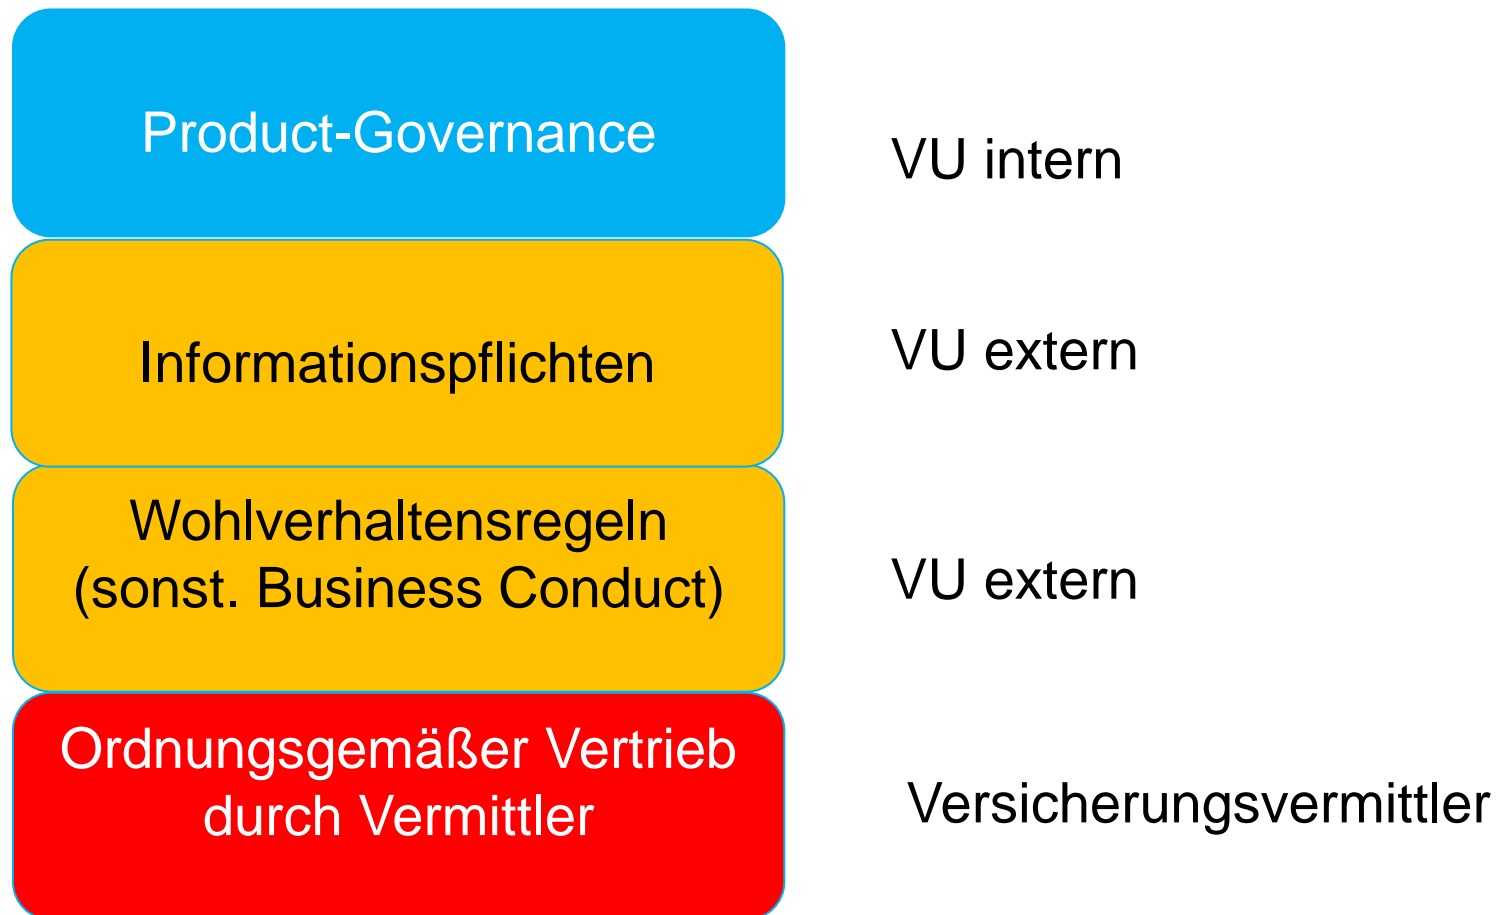 Product-Governance
VU intern
Informationspflichten
VU extern
Wohlverhaltensregeln
(sonst. Business Conduct)
VU extern
Ordnungsgemäßer Vertrieb
durch Vermittler
Versicherungsvermittler